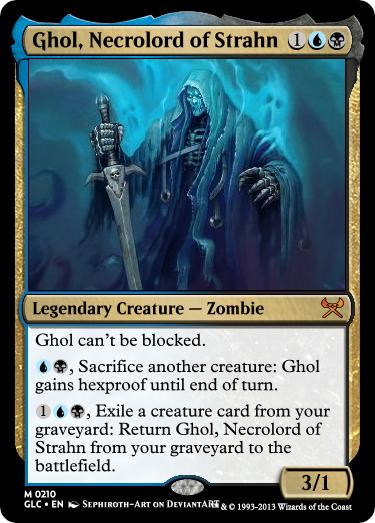 Ghol, Necrolord of Strahn 1
Legendary Creature — Zombie
Ghol can't be blocked.
, Sacrifice another creature: Ghol
gains hexproof until end of turn.
1, Exile a creature card from your
graveyard: Return Ghol, Necrolord of
Strahn from your graveyard to the
battlefield.
3/1
M 0210
GLC • EN Sephiroth-Art on DeviantART & © 1993-2013 Wizards of the Coast